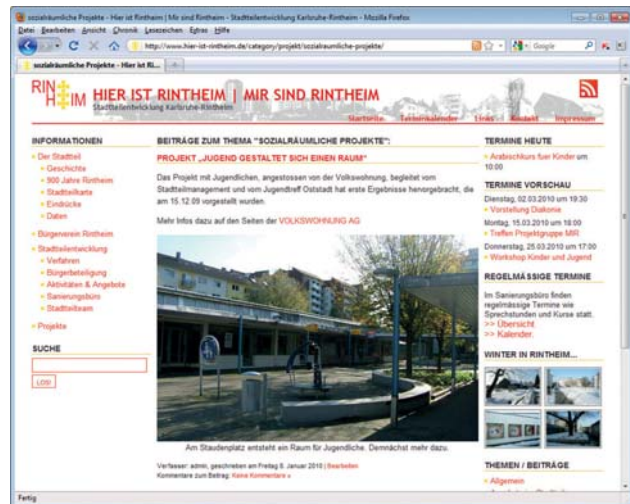 sozialräumliche Projekte - Hier ist Rintheim | Mir sind Rintheim - Stadtteilentwicklung Karlsruhe-Rintheim - Mozilla Firefox
Datei Bearbeiten Ansicht Chronik Lesezeichen Extras Hilfe
http://www.hier-ist-rintheim.de/category/projekt/sozialraumliche-projekte/
Google
sozialräumliche Projekte - Hier ist Ri...
RIN
H IM
HIER IST RINTHEIM | MIR SIND RINTHEIM
Stadtteilentwicklung Karlsruhe-Rintheim
Startseite Terminkalender Links Kontakt Impressum
INFORMATIONEN
Der Stadtteil
Geschichte
900 Jahre Rintheim
Stadtteilkarte
Eindrücke
Daten
Bürgerverein Rintheim
Stadtteilentwicklung
Verfahren
Bürgerbeteiligung
Aktivitäten & Angebote
Sanierungsbüro
Stadtteilteam
Projekte
SUCHE
LOS!
BEITRÄGE ZUM THEMA "SOZIALRÄUMLICHE PROJEKTE":
PROJEKT „JUGEND GESTALTET SICH EINEN RAUM“
Das Projekt mit Jugendlichen, angestossen von der Volkswohnung, begleitet vom
Stadtteilmanagement und vom Jugendtreff Oststadt hat erste Ergebnisse hervorgebracht, die
am 15.12.09 vorgestellt wurden.
Mehr Infos dazu auf den Seiten der VOLKSWOHNUNG AG
Am Staudenplatz entsteht ein Raum für Jugendliche. Demnächst mehr dazu.
Verfasser: admin, geschrieben am Freitag 8. Januar 2010 | Bearbeiten
Kommentare zum Beitrag: Keine Kommentare »
TERMINE HEUTE
Arabischkurs fuer Kinder um
10:00
TERMINE VORSCHAU
Dienstag, 02.03.2010 um 19:30
Vorstellung Diakonie
Montag, 15.03.2010 um 18:00
Treffen Projektgruppe MIR
Donnerstag, 25.03.2010 um 17:00
Workshop Kinder und Jugend
REGELMÄSSIGE TERMINE
Im Sanierungsbüro finden
regelmässige Termine wie
Sprechstunden und Kurse statt.
>> Übersicht
>> Kalender
WINTER IN RINTHEIM...
THEMEN / BEITRÄGE
Allgemein
Fertig